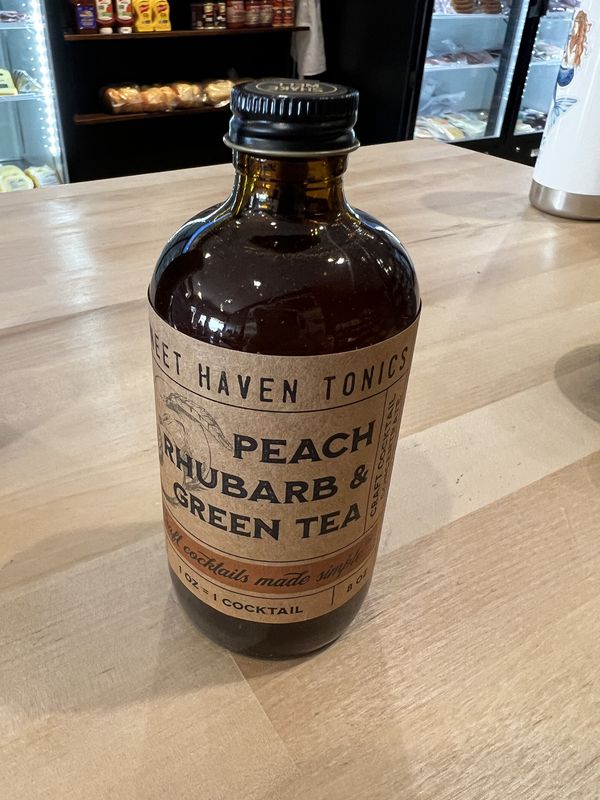 EET HAVEN TONICS
PEACH
RHUBARB &
GREEN TEA
CRAFT COCKTAIL
cocktails made simple
1 OZ = 1 COCKTAIL
8 OZ